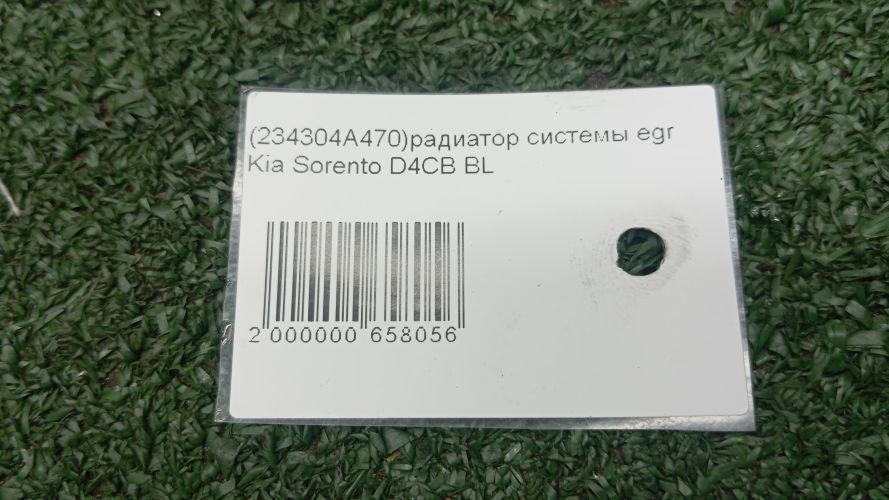 (234304A470)радиатор системы egr
Kia Sorento D4CB BL
2 000000 658056